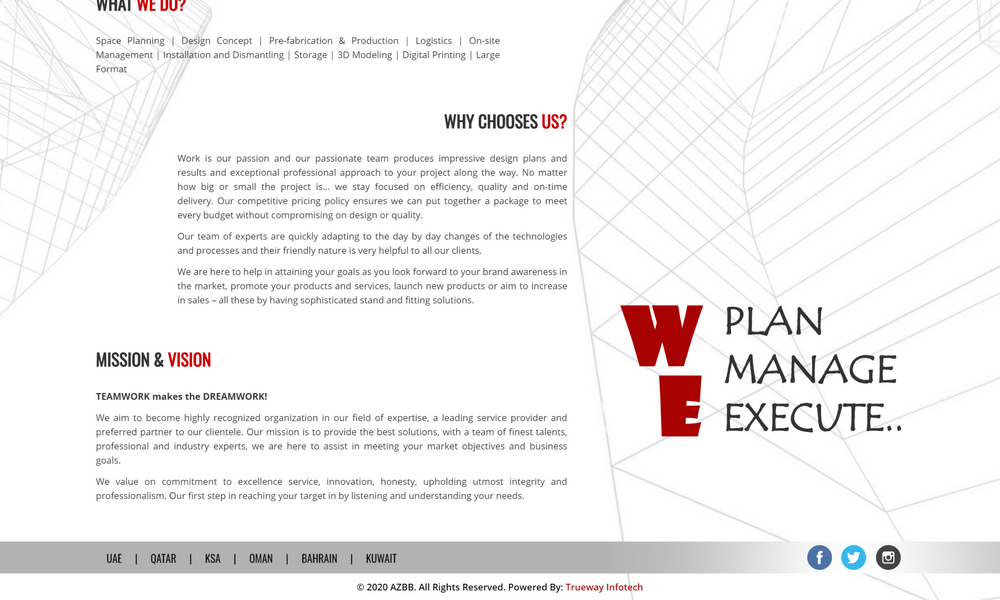 WHAT WE DO?
Space Planning | Design Concept | Pre-fabrication & Production | Logistics | On-site
Management | Installation and Dismantling | Storage | 3D Modeling | Digital Printing | Large
Format
WHY CHOOSES US?
Work is our passion and our passionate team produces impressive design plans and
results and exceptional professional approach to your project along the way. No matter
how big or small the project is... we stay focused on efficiency, quality and on-time
delivery. Our competitive pricing policy ensures we can put together a package to meet
every budget without compromising on design or quality.
Our team of experts are quickly adapting to the day by day changes of the technologies
and processes and their friendly nature is very helpful to all our clients.
We are here to help in attaining your goals as you look forward to your brand awareness in
the market, promote your products and services, launch new products or aim to increase
in sales – all these by having sophisticated stand and fitting solutions.
WE PLAN
MANAGE
EXECUTE..
MISSION & VISION
TEAMWORK makes the DREAMWORK!
We aim to become highly recognized organization in our field of expertise, a leading service provider and
preferred partner to our clientele. Our mission is to provide the best solutions, with a team of finest talents,
professional and industry experts, we are here to assist in meeting your market objectives and business
goals.
We value on commitment to excellence service, innovation, honesty, upholding utmost integrity and
professionalism. Our first step in reaching your target in by listening and understanding your needs.
UAE | QATAR | KSA | OMAN | BAHRAIN | KUWAIT
© 2020 AZBB. All Rights Reserved. Powered By: Trueway Infotech